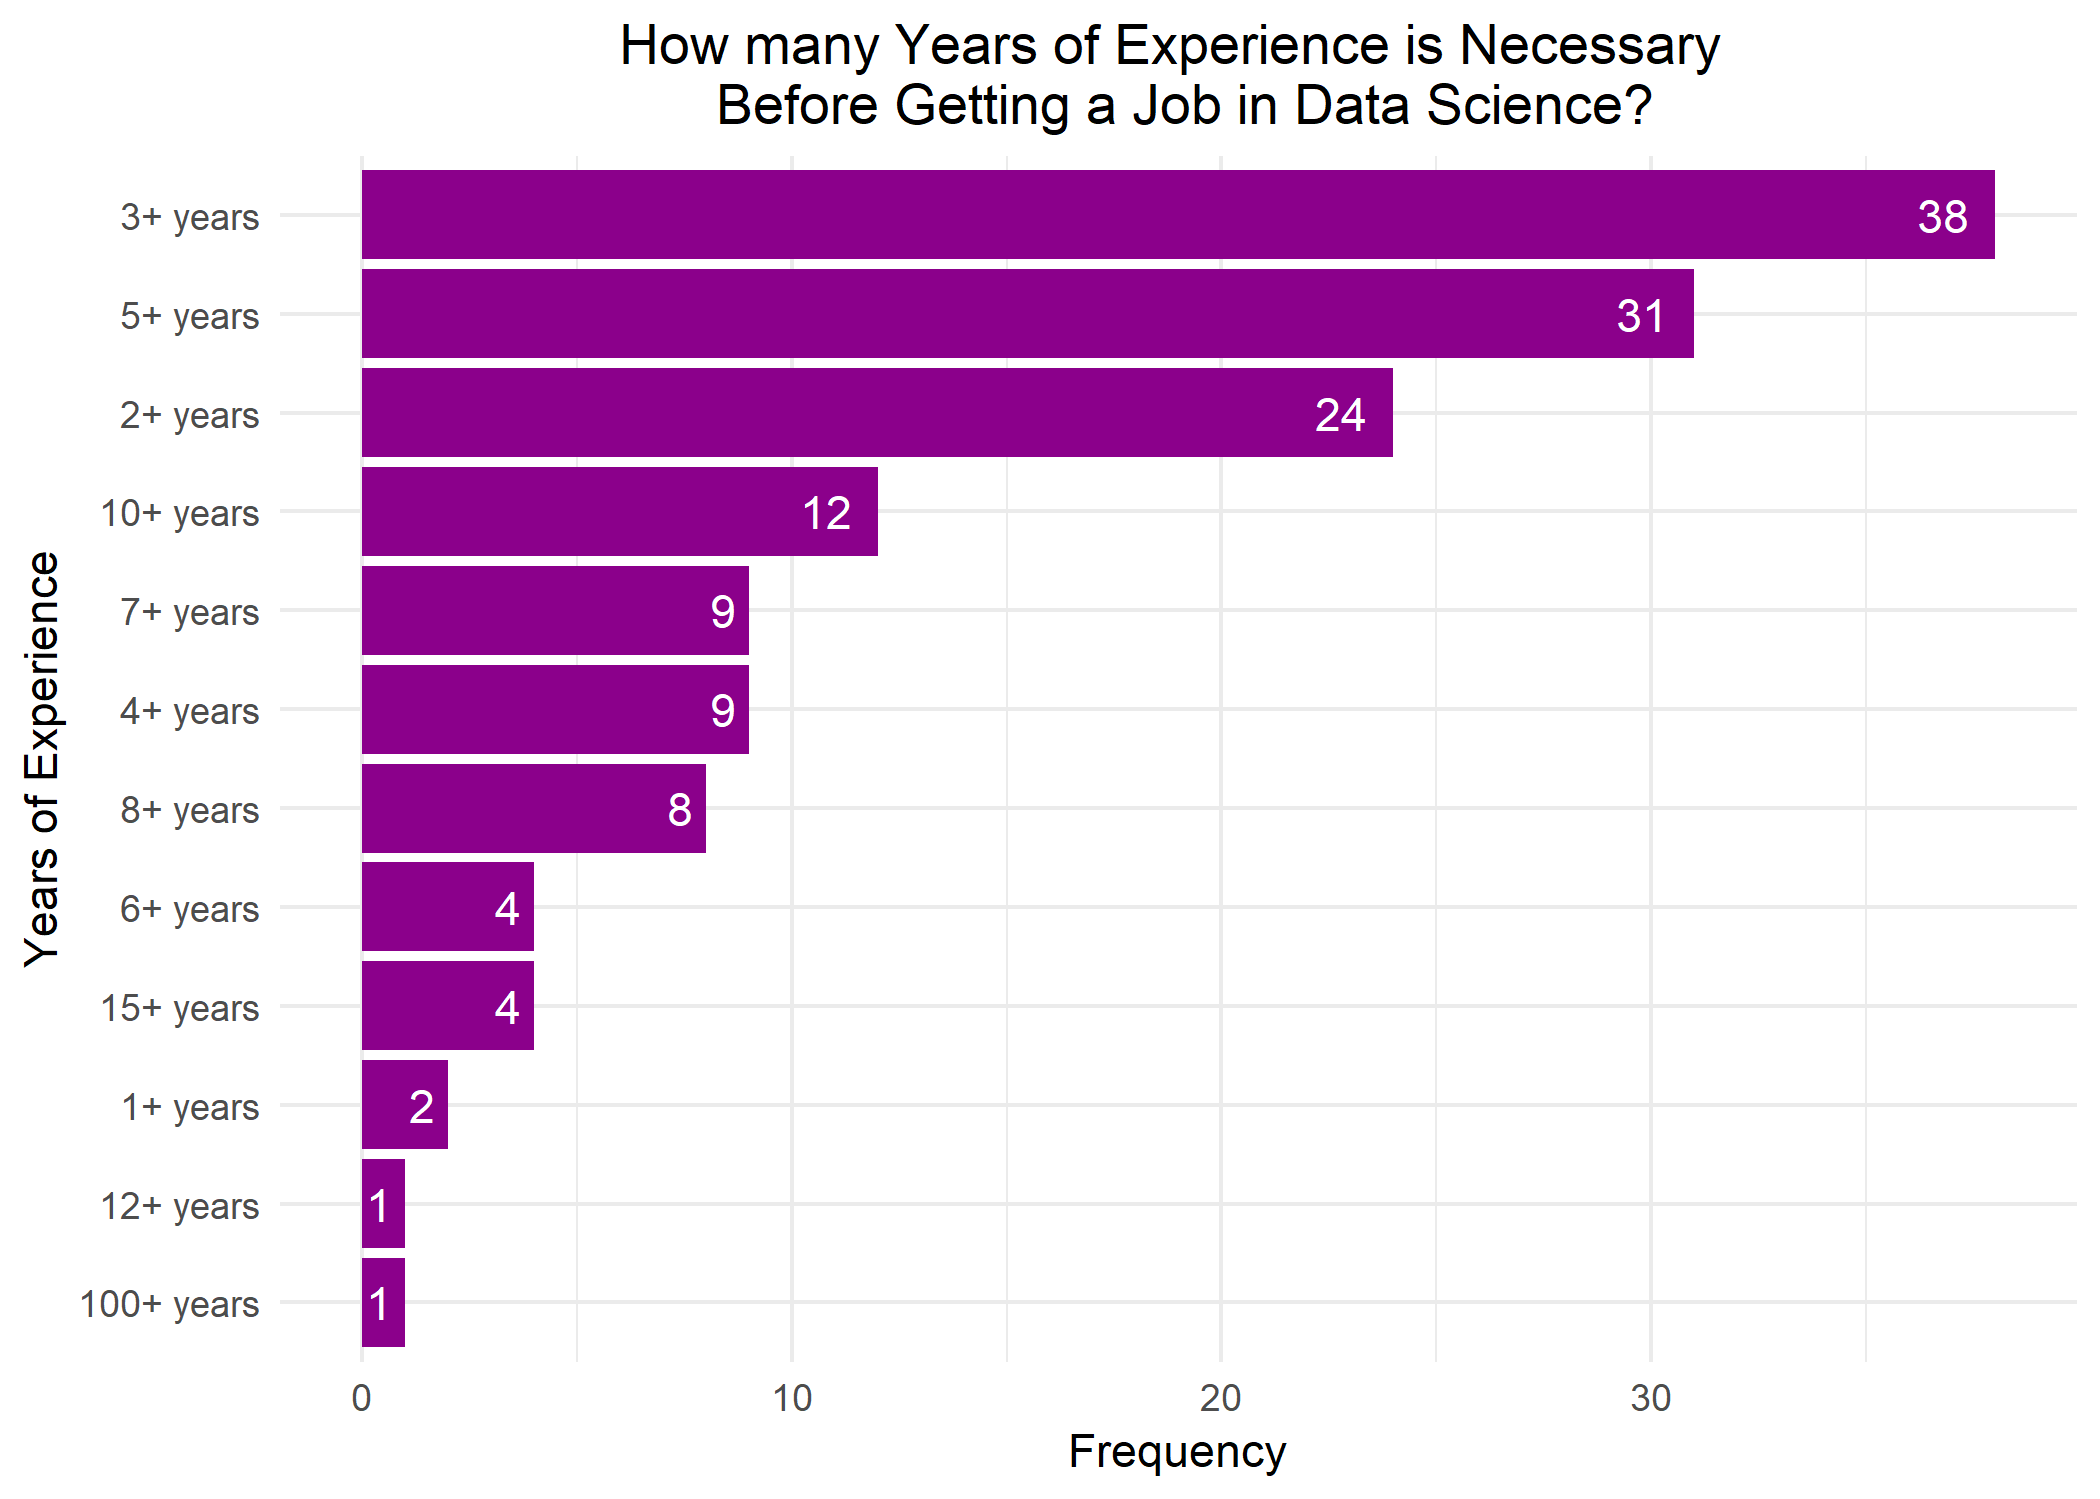 How many Years of Experience is Necessary
Before Getting a Job in Data Science?
Years of Experience
3+ years 38
5+ years 31
2+ years 24
10+ years 12
7+ years 9
4+ years 9
8+ years 8
6+ years 4
15+ years 4
1+ years 2
12+ years 1
100+ years 1
0 10 20 30
Frequency